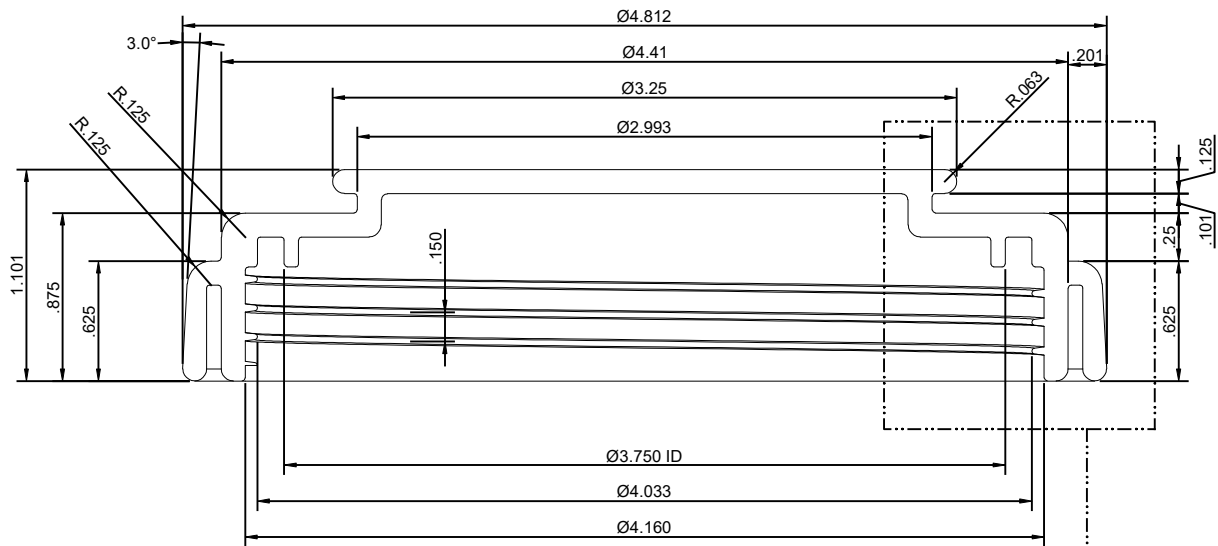 Ø4.812
3.0°
Ø4.41
.201
Ø3.25
R.063
R.125
Ø2.993
R.125
.125
.101
.25
.150
1.101
.875
.625
.625
Ø3.750 ID
Ø4.033
Ø4.160